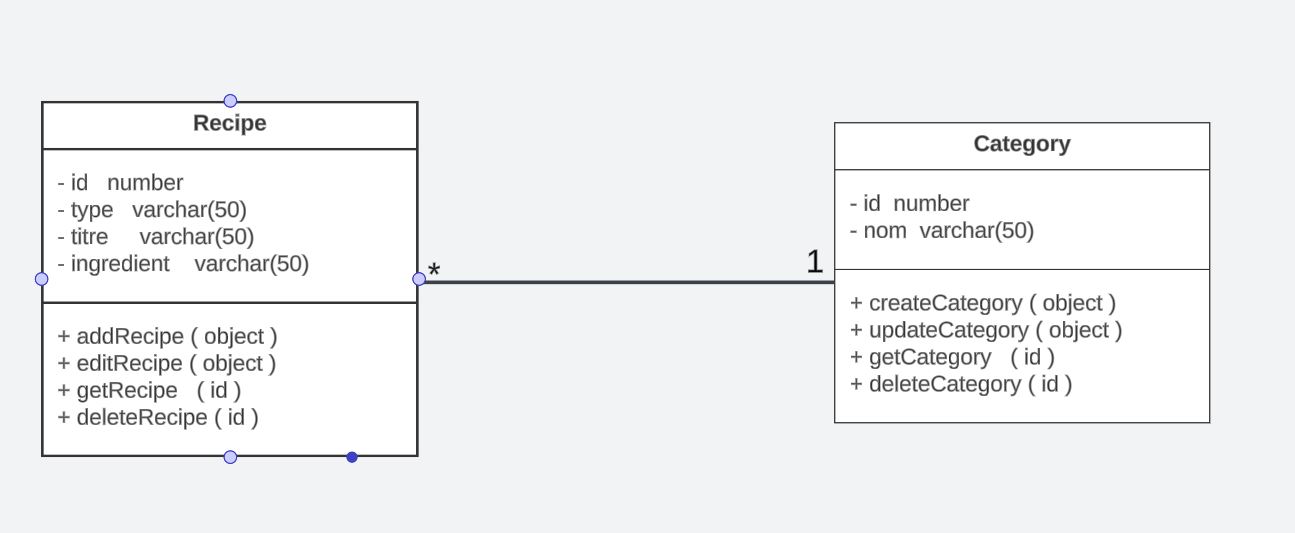 Recipe
- id number
- type varchar(50)
- titre varchar(50)
- ingredient varchar(50)
+ addRecipe ( object )
+ editRecipe ( object )
+ getRecipe ( id )
+ deleteRecipe ( id )
*
1
Category
- id number
- nom varchar(50)
+ createCategory ( object )
+ updateCategory ( object )
+ getCategory ( id )
+ deleteCategory ( id )